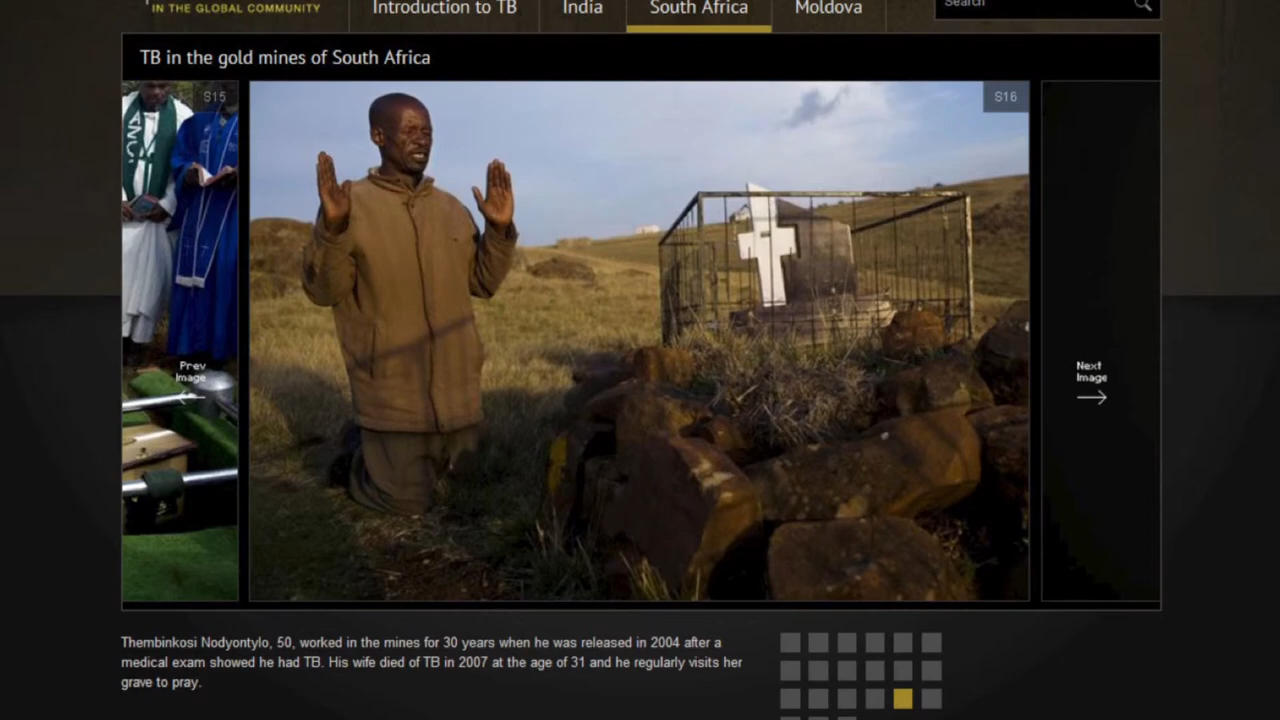 IN THE GLOBAL COMMUNITY
Introduction to TB
India
South Africa
Moldova
Search
TB in the gold mines of South Africa
S15
S16
Prev
Image
Next
Image
Thembinkosi Nodyontylo, 50, worked in the mines for 30 years when he was released in 2004 after a
medical exam showed he had TB. His wife died of TB in 2007 at the age of 31 and he regularly visits her
grave to pray.